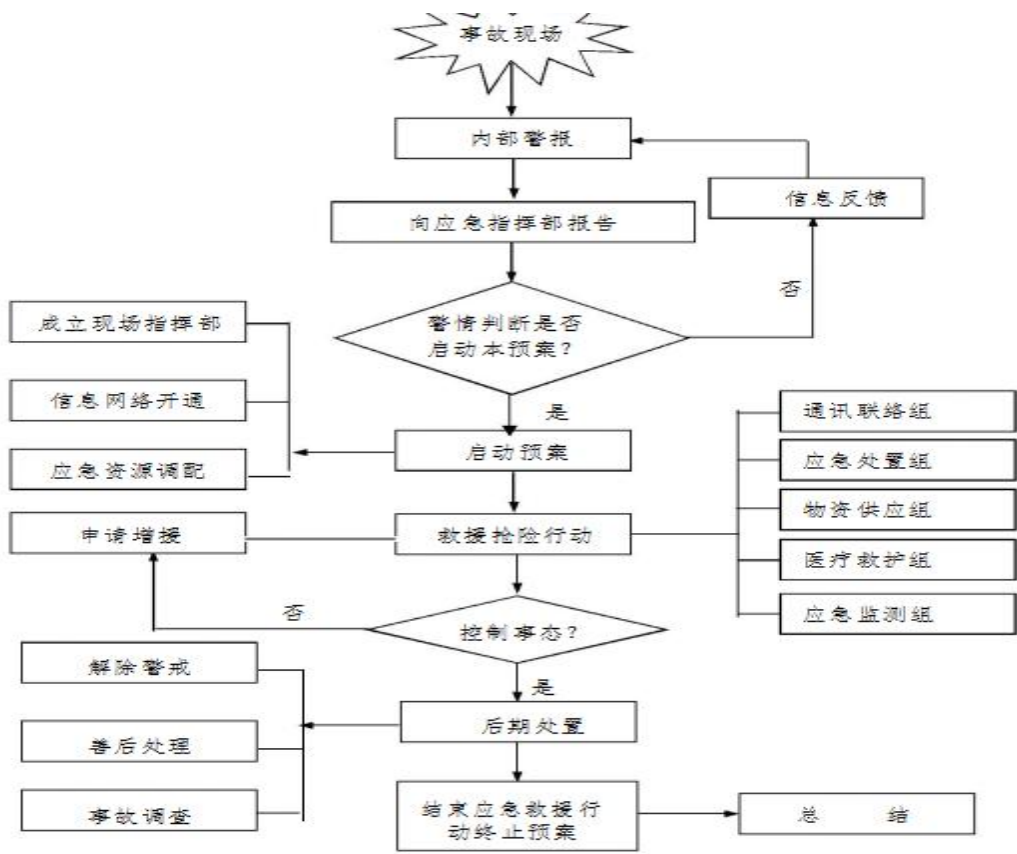 事故现场
内部警报
信息反馈
向应急指挥部报告
否
警情判断是否
启动本预案？
成立现场指挥部
信息网络开通
应急资源调配
是
启动预案
通讯联络组
应急处置组
物资供应组
医疗救护组
应急监测组
申请增援
救援抢险行动
否
控制事态？
是
解除警戒
善后处理
事故调查
后期处置
结束应急救援行
动终止预案
总 结